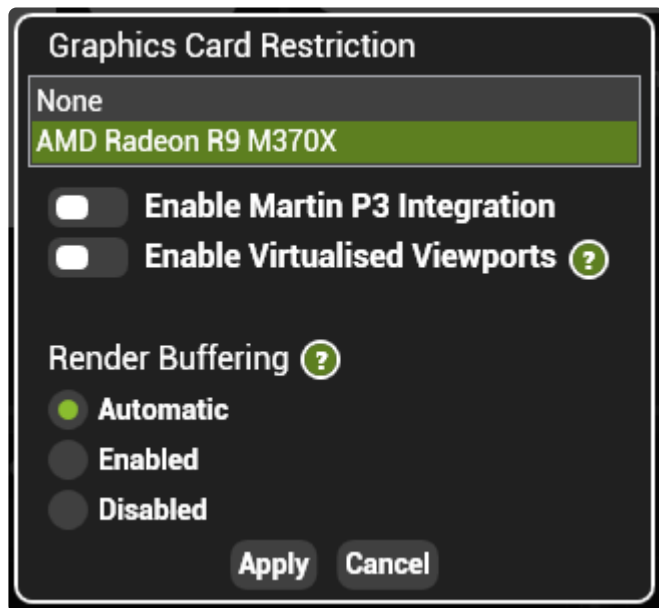 Graphics Card Restriction
None
AMD Radeon R9 M370X
Enable Martin P3 Integration
Enable Virtualised Viewports ?
Render Buffering ?
Automatic
Enabled
Disabled
Apply Cancel